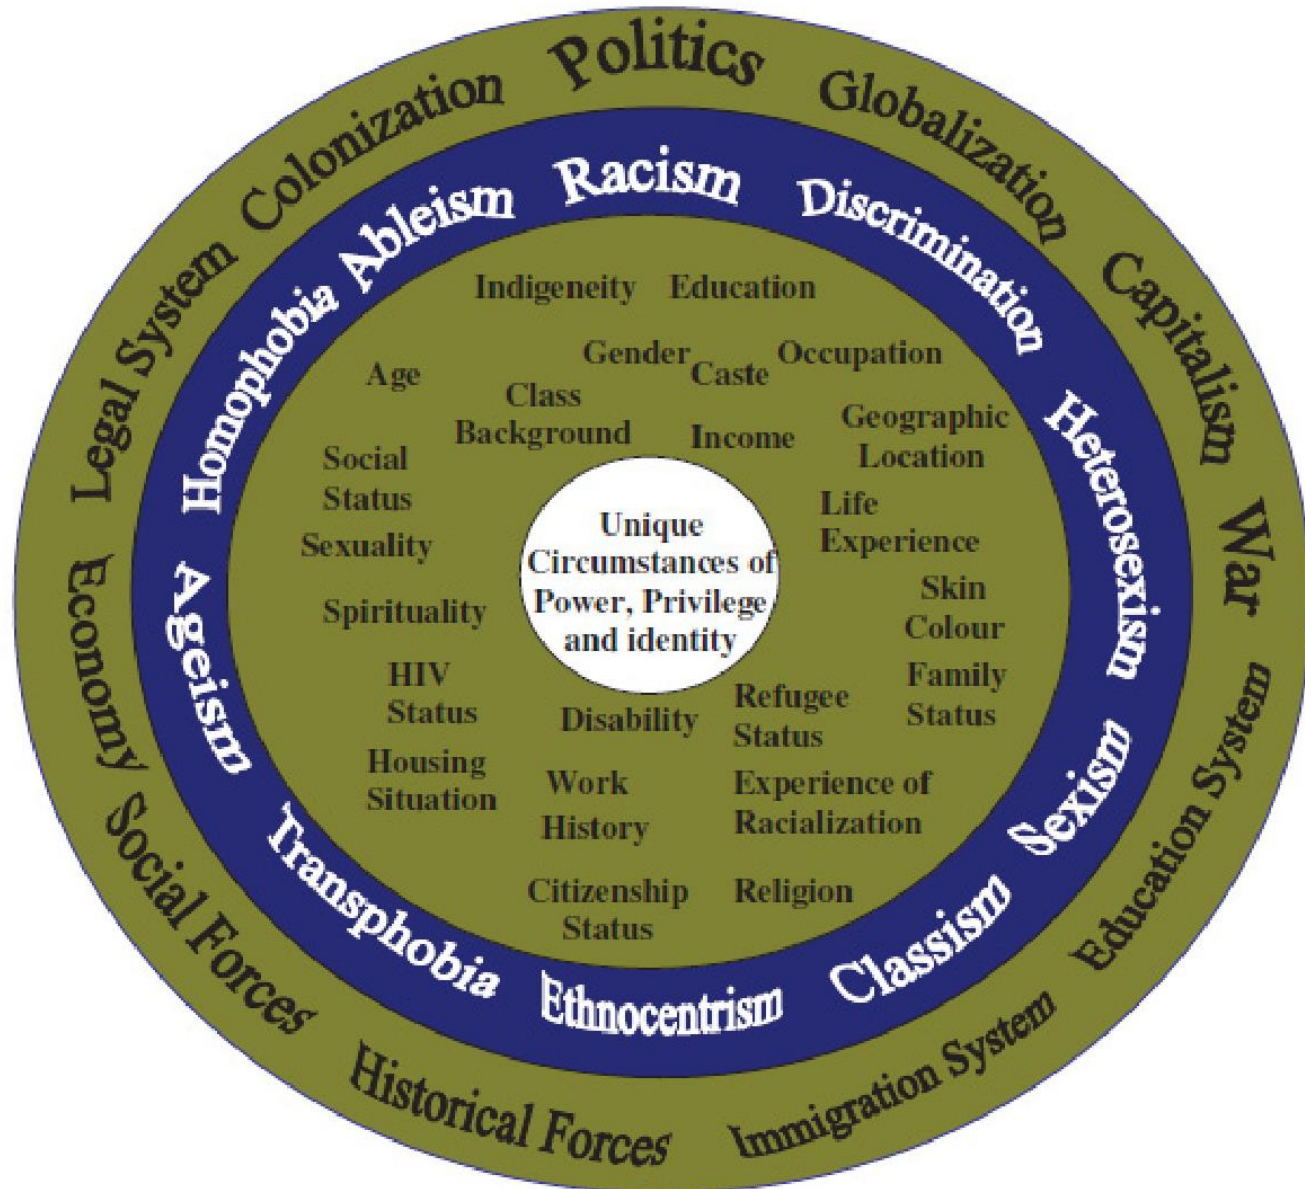 Politics
Globalization
Capitalism
War
Education System
Immigration System
Historical Forces
Social Forces
Economy
Legal System
Colonization
Racism
Discrimination
Heterosexism
Sexism
Classism
Ethnocentrism
Transphobia
Ageism
Homophobia
Ableism
Indigeneity
Education
Gender
Caste
Occupation
Age
Class
Background
Income
Geographic
Location
Social
Status
Life
Experience
Sexuality
Skin
Colour
Spirituality
HIV
Status
Family
Status
Disability
Refugee
Status
Housing
Situation
Work
History
Experience of
Racialization
Citizenship
Status
Religion
Unique
Circumstances of
Power, Privilege
and identity